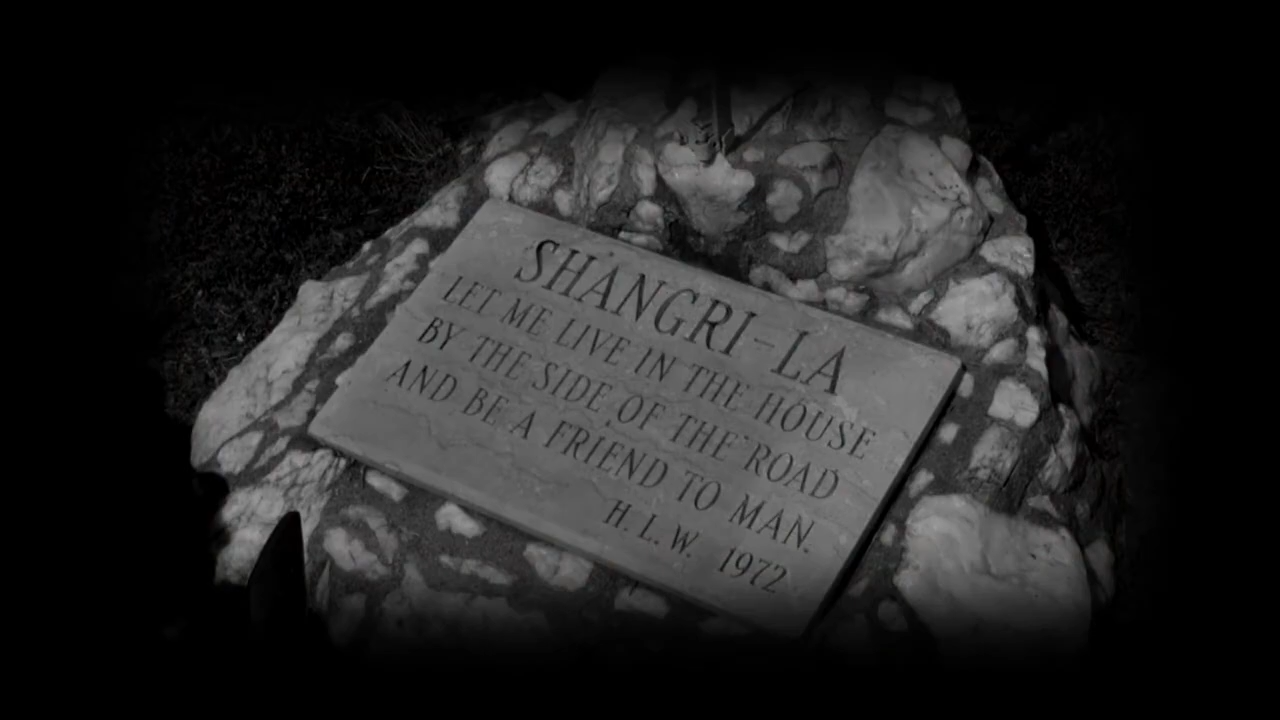 SHANGRI-LA
LET ME LIVE IN THE HOUSE
BY THE SIDE OF THE ROAD
AND BE A FRIEND TO MAN.
H. L. W. 1972